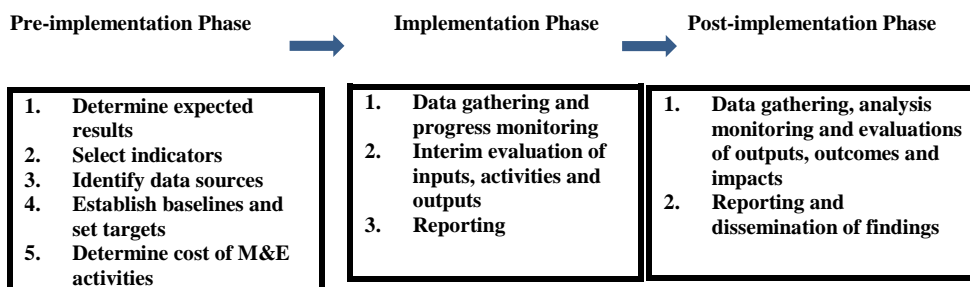 Pre-implementation Phase
Implementation Phase
Post-implementation Phase
1. Determine expected
results
2. Select indicators
3. Identify data sources
4. Establish baselines and
set targets
5. Determine cost of M&E
activities
1. Data gathering and
progress monitoring
2. Interim evaluation of
inputs, activities and
outputs
3. Reporting
1. Data gathering, analysis
monitoring and evaluations
of outputs, outcomes and
impacts
2. Reporting and
dissemination of findings